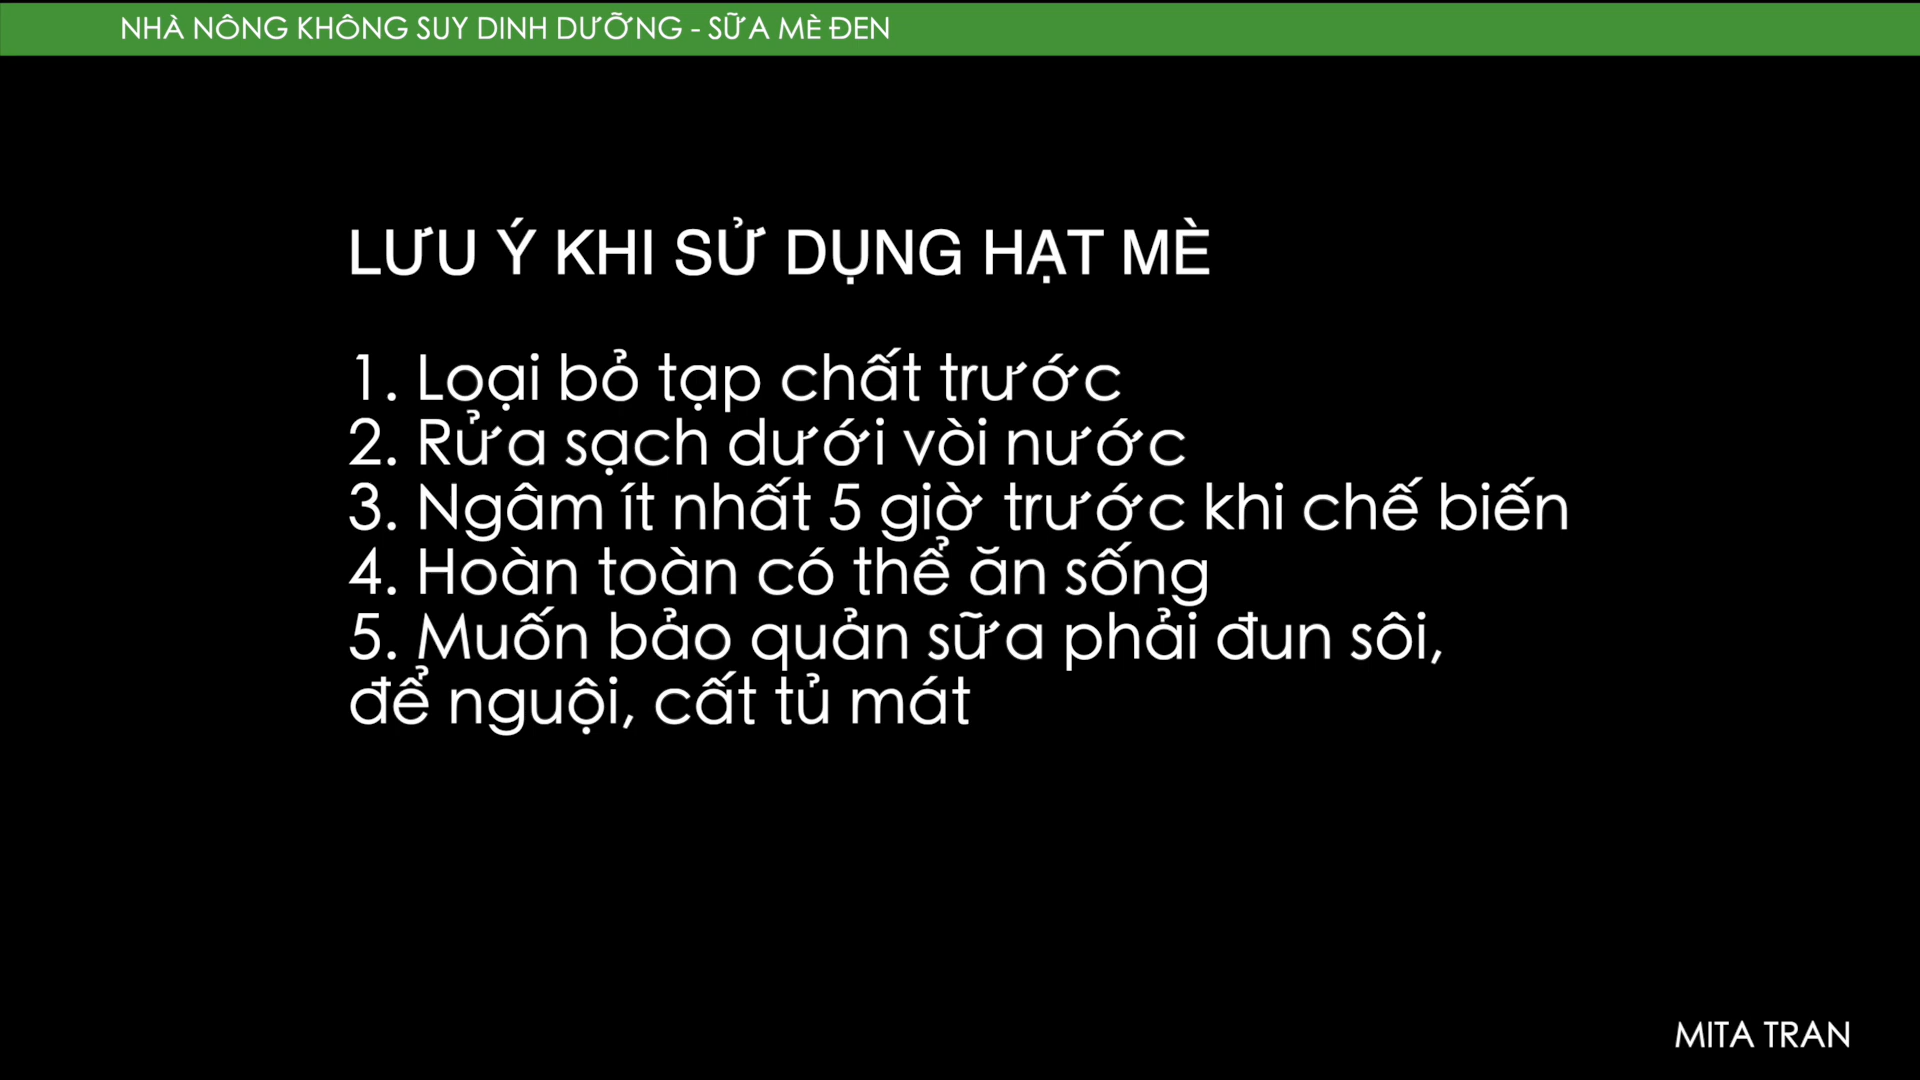 NHÀ NÔNG KHÔNG SUY DINH DƯỠNG - SỮA MÈ ĐEN
LƯU Ý KHI SỬ DỤNG HẠT MÈ
1. Loại bỏ tạp chất trước
2. Rửa sạch dưới vòi nước
3. Ngâm ít nhất 5 giờ trước khi chế biến
4. Hoàn toàn có thể ăn sống
5. Muốn bảo quản sữa phải đun sôi,
để nguội, cất tủ mát
MITA TRAN